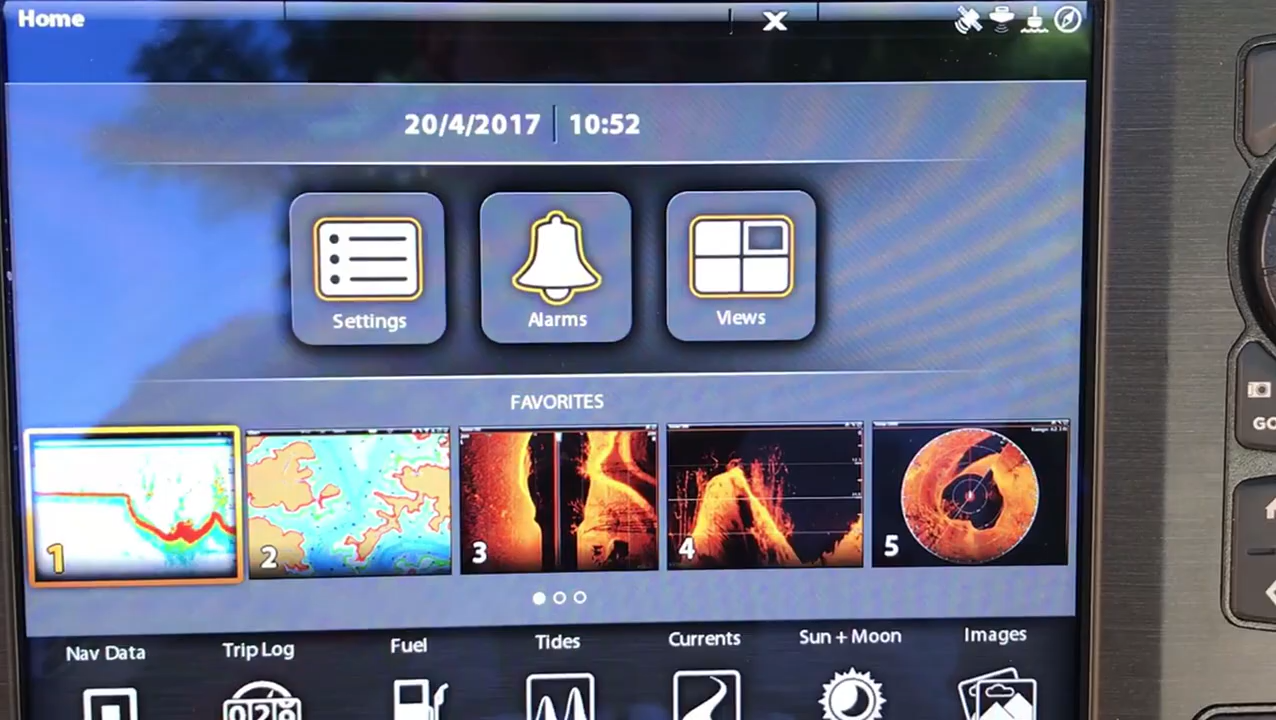 Home
20/4/2017 10:52
Settings
Alarms
Views
FAVORITES
1
2
3
4
5
Nav Data
Trip Log
Fuel
Tides
Currents
Sun + Moon
Images